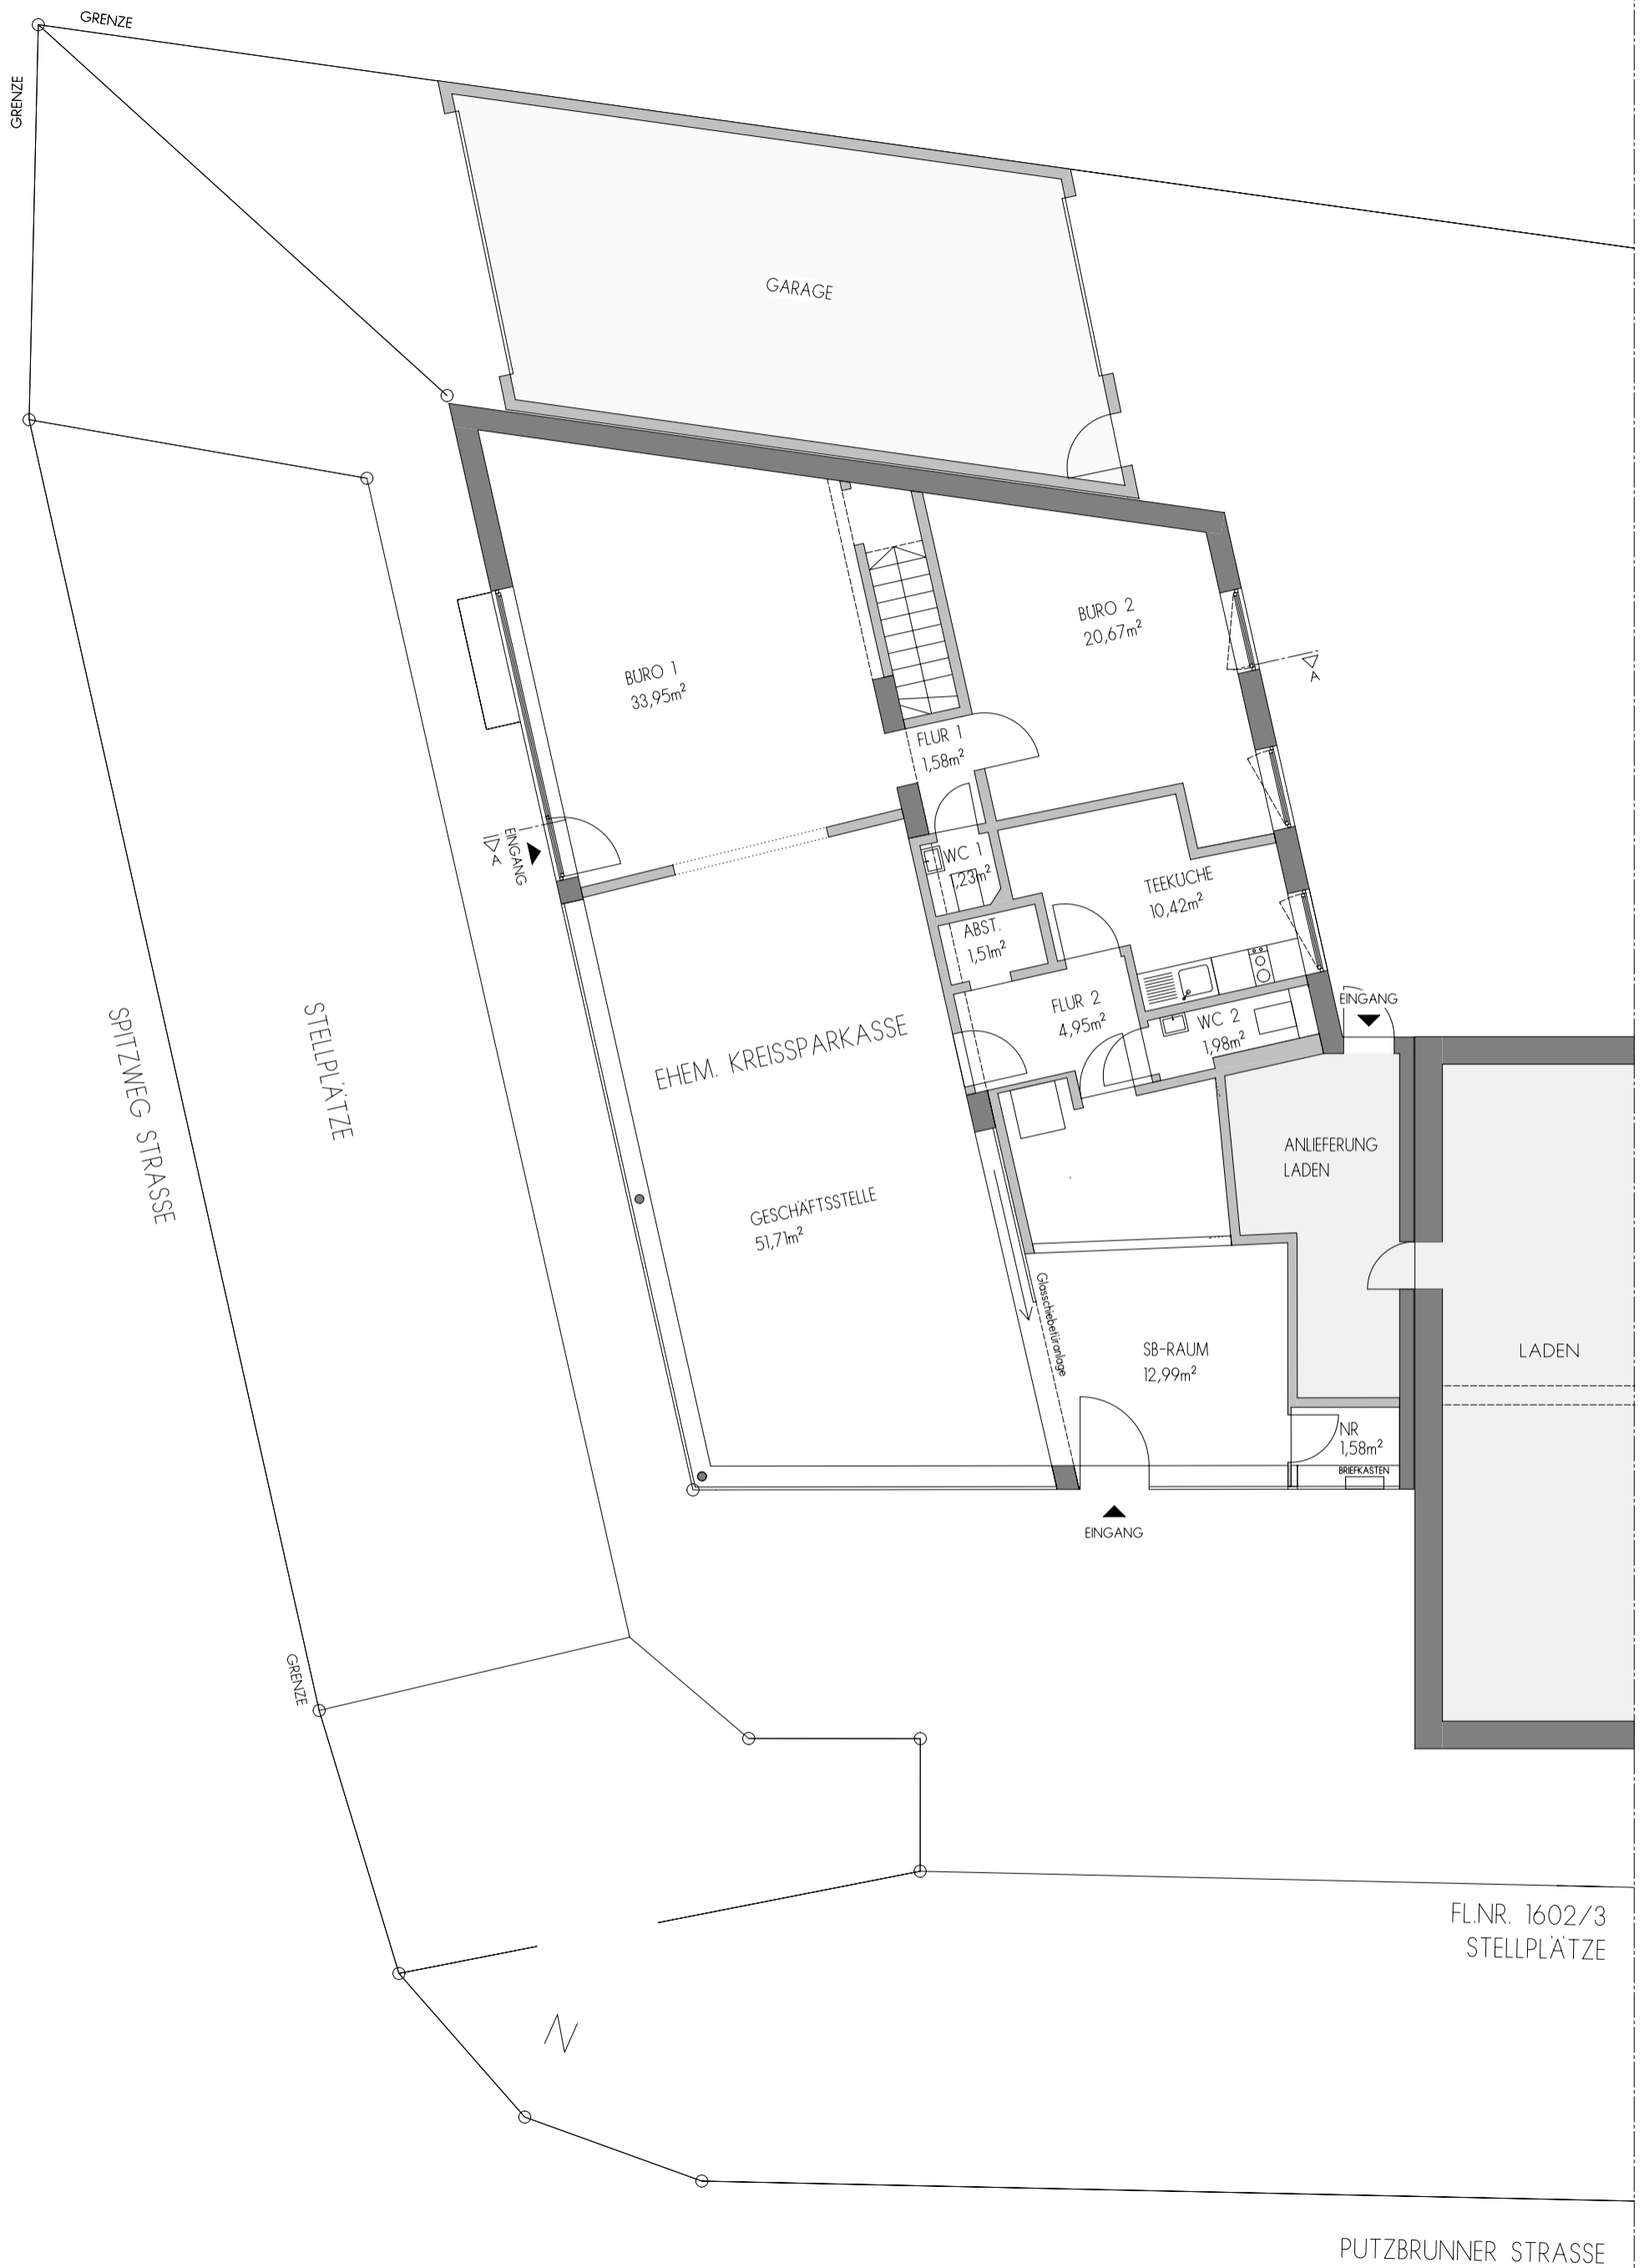 GRENZE
GRENZE
GARAGE
BÜRO 1
33,95m²
BÜRO 2
20,67m²
A
FLUR 1
1,58m²
A
EINGANG
WC 1
1,23m²
TEEKÜCHE
10,42m²
ABST.
1,51m²
FLUR 2
4,95m²
WC 2
1,98m²
EINGANG
SPITZWEG STRASSE
STELLPLÄTZE
EHEM. KREISSPARKASSE
GESCHÄFTSSTELLE
51,71m²
ANLIEFERUNG
LADEN
Glasschiebetüranlage
SB-RAUM
12,99m²
LADEN
NR
1,58m²
BRIEFKASTEN
EINGANG
GRENZE
FL.NR. 1602/3
STELLPLÄTZE
N
PUTZBRUNNER STRASSE